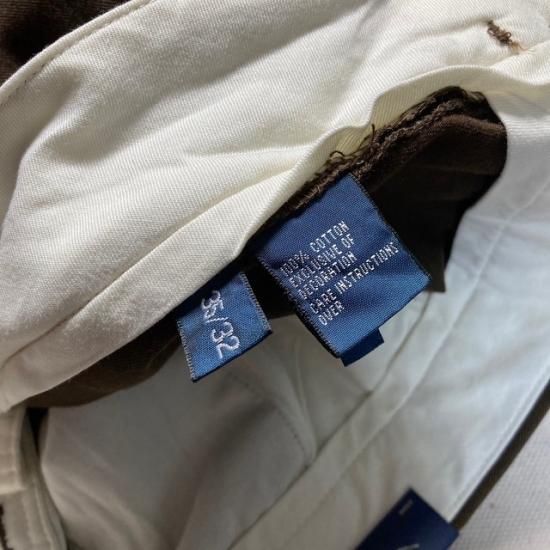 35/32
100% COTTON
EXCLUSIVE OF
DECORATION
CARE INSTRUCTIONS
OVER